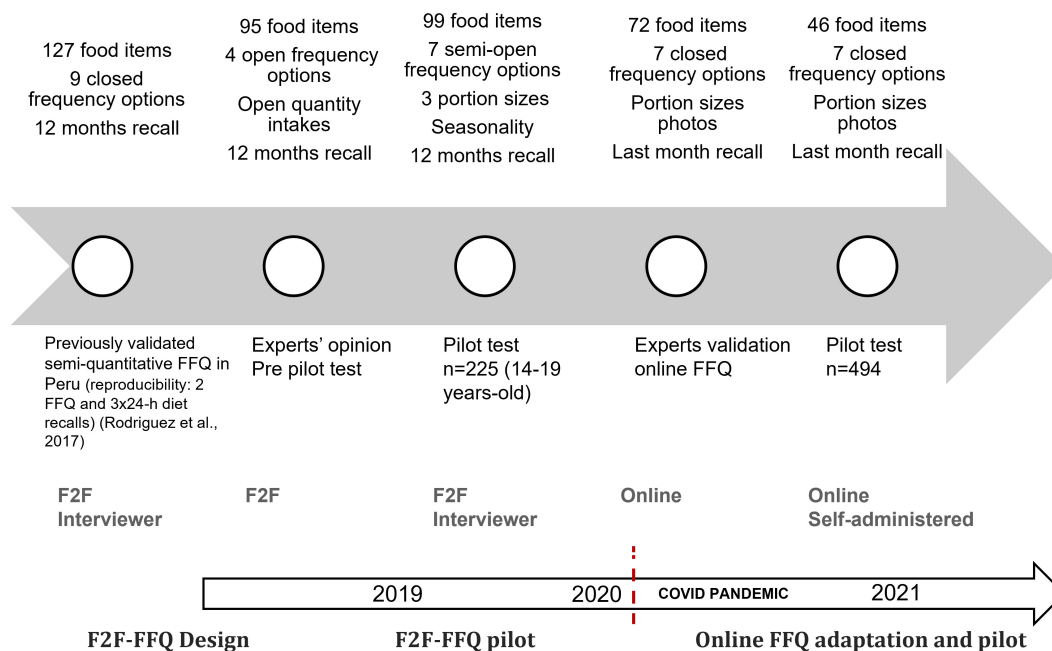 127 food items
9 closed
frequency options
12 months recall
95 food items
4 open frequency
options
Open quantity
intakes
12 months recall
99 food items
7 semi-open
frequency options
3 portion sizes
Seasonality
12 months recall
72 food items
7 closed
frequency options
Portion sizes
photos
Last month recall
46 food items
7 closed
frequency options
Portion sizes
photos
Last month recall
Previously validated
semi-quantitative FFQ in
Peru (reproducibility: 2
FFQ and 3x24-h diet
recalls) (Rodriguez et al.,
2017)
Experts’ opinion
Pre pilot test
Pilot test
n=225 (14-19
years-old)
Experts validation
online FFQ
Pilot test
n=494
F2F
Interviewer
F2F
F2F
Interviewer
Online
Online
Self-administered
2019
2020
COVID PANDEMIC
2021
F2F-FFQ Design
F2F-FFQ pilot
Online FFQ adaptation and pilot